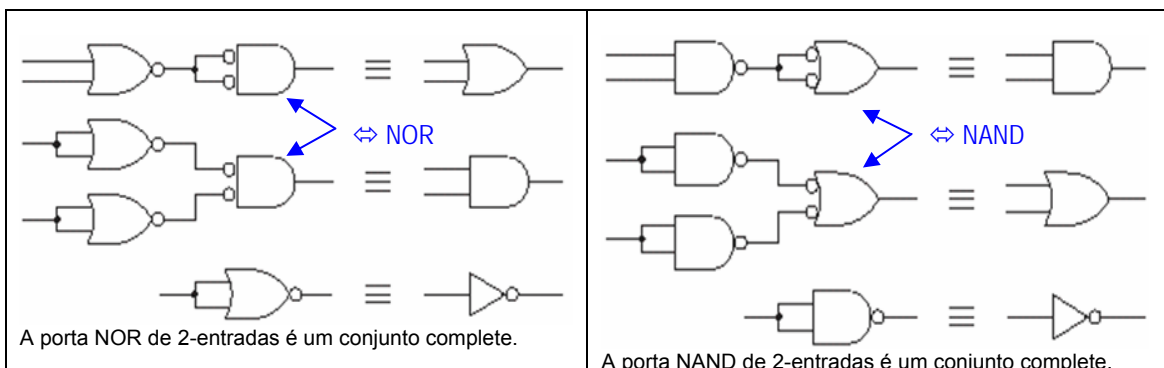 ⇔ NOR
A porta NOR de 2-entradas é um conjunto complete.
⇔ NAND
A porta NAND de 2-entradas é um conjunto complete.